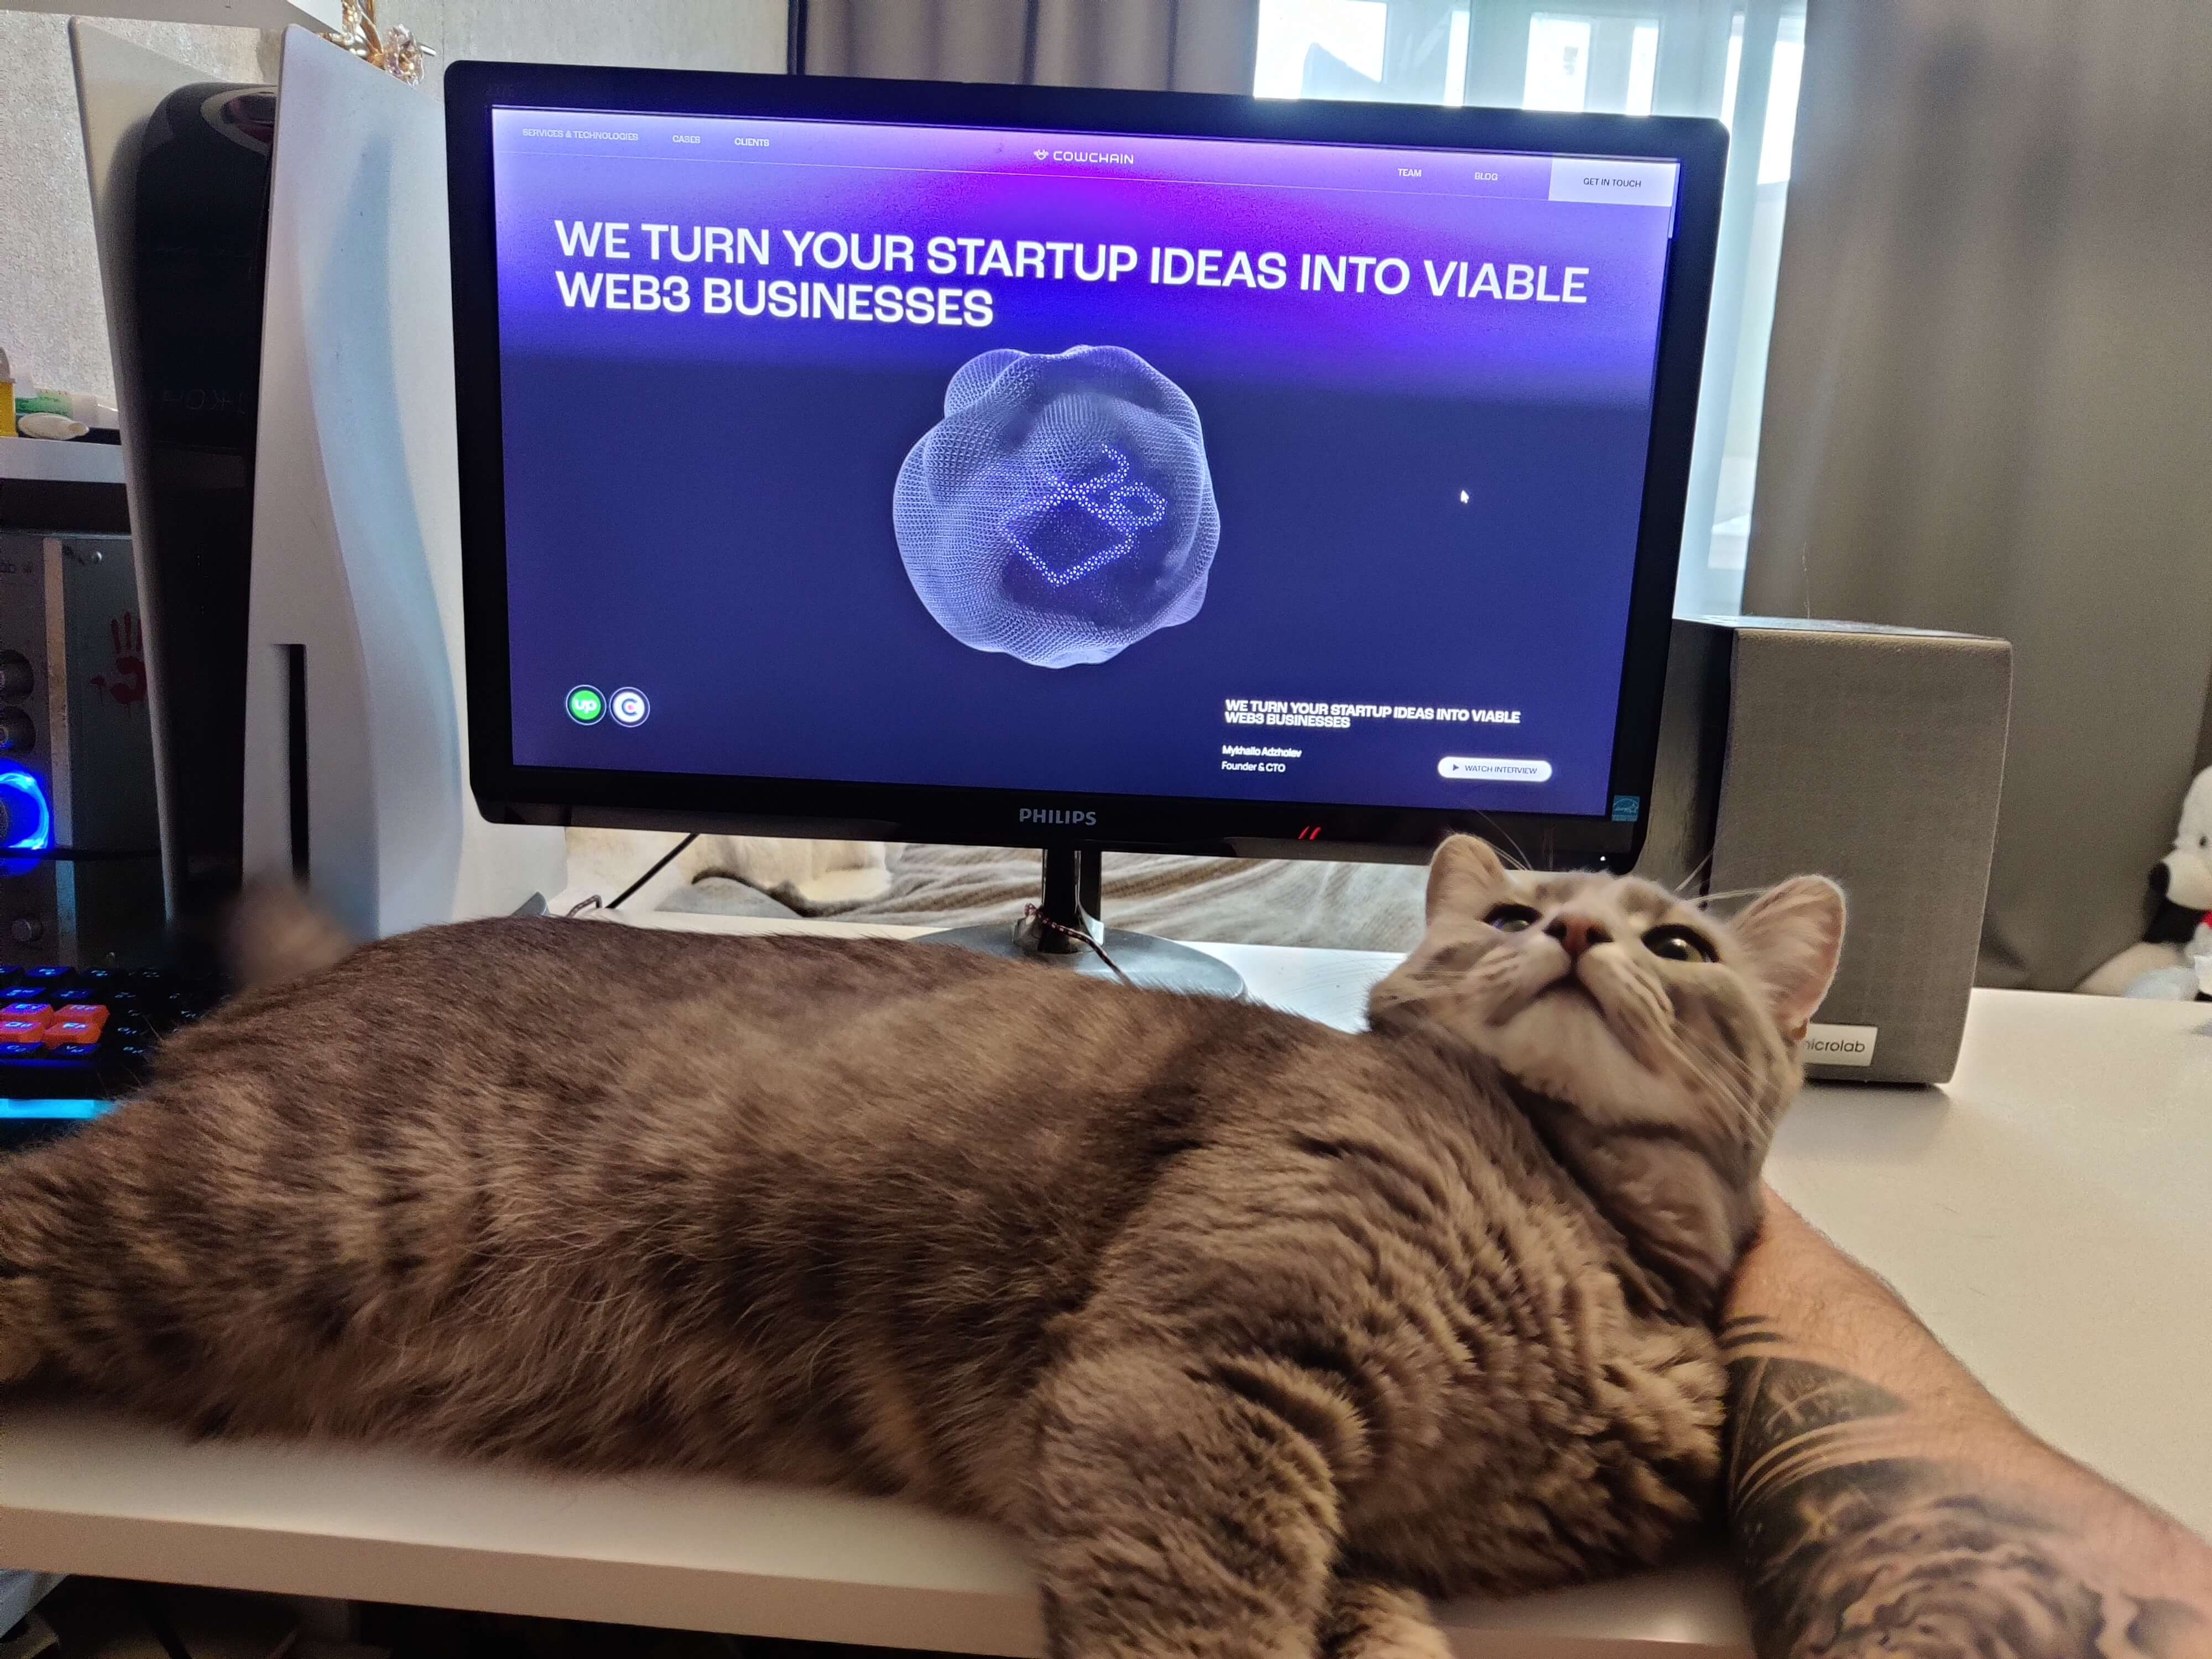 SERVICES & TECHNOLOGIES
CASES
CLIENTS
COWCHAIN
TEAM
BLOG
GET IN TOUCH
WE TURN YOUR STARTUP IDEAS INTO VIABLE
WEB3 BUSINESSES
up
C
WE TURN YOUR STARTUP IDEAS INTO VIABLE
WEB3 BUSINESSES
Mykhailo Adzhoiev
Founder & CTO
WATCH INTERVIEW
PHILIPS
microlab